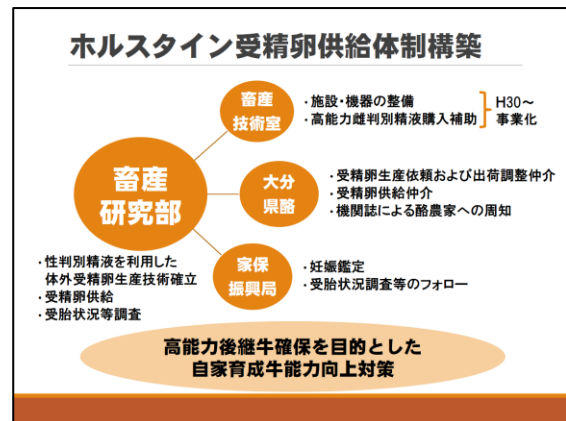 ホルスタイン受精卵供給体制構築
畜産
技術室
・施設・機器の整備
・高能力雌判別精液購入補助
H30～
事業化
畜産
研究部
大分
県酪
・受精卵生産依頼および出荷調整仲介
・受精卵供給仲介
・機関誌による酪農家への周知
・性判別精液を利用した
体外受精卵生産技術確立
・受精卵供給
・受胎状況等調査
家保
振興局
・妊娠鑑定
・受胎状況調査等のフォロー
高能力後継牛確保を目的とした
自家育成牛能力向上対策